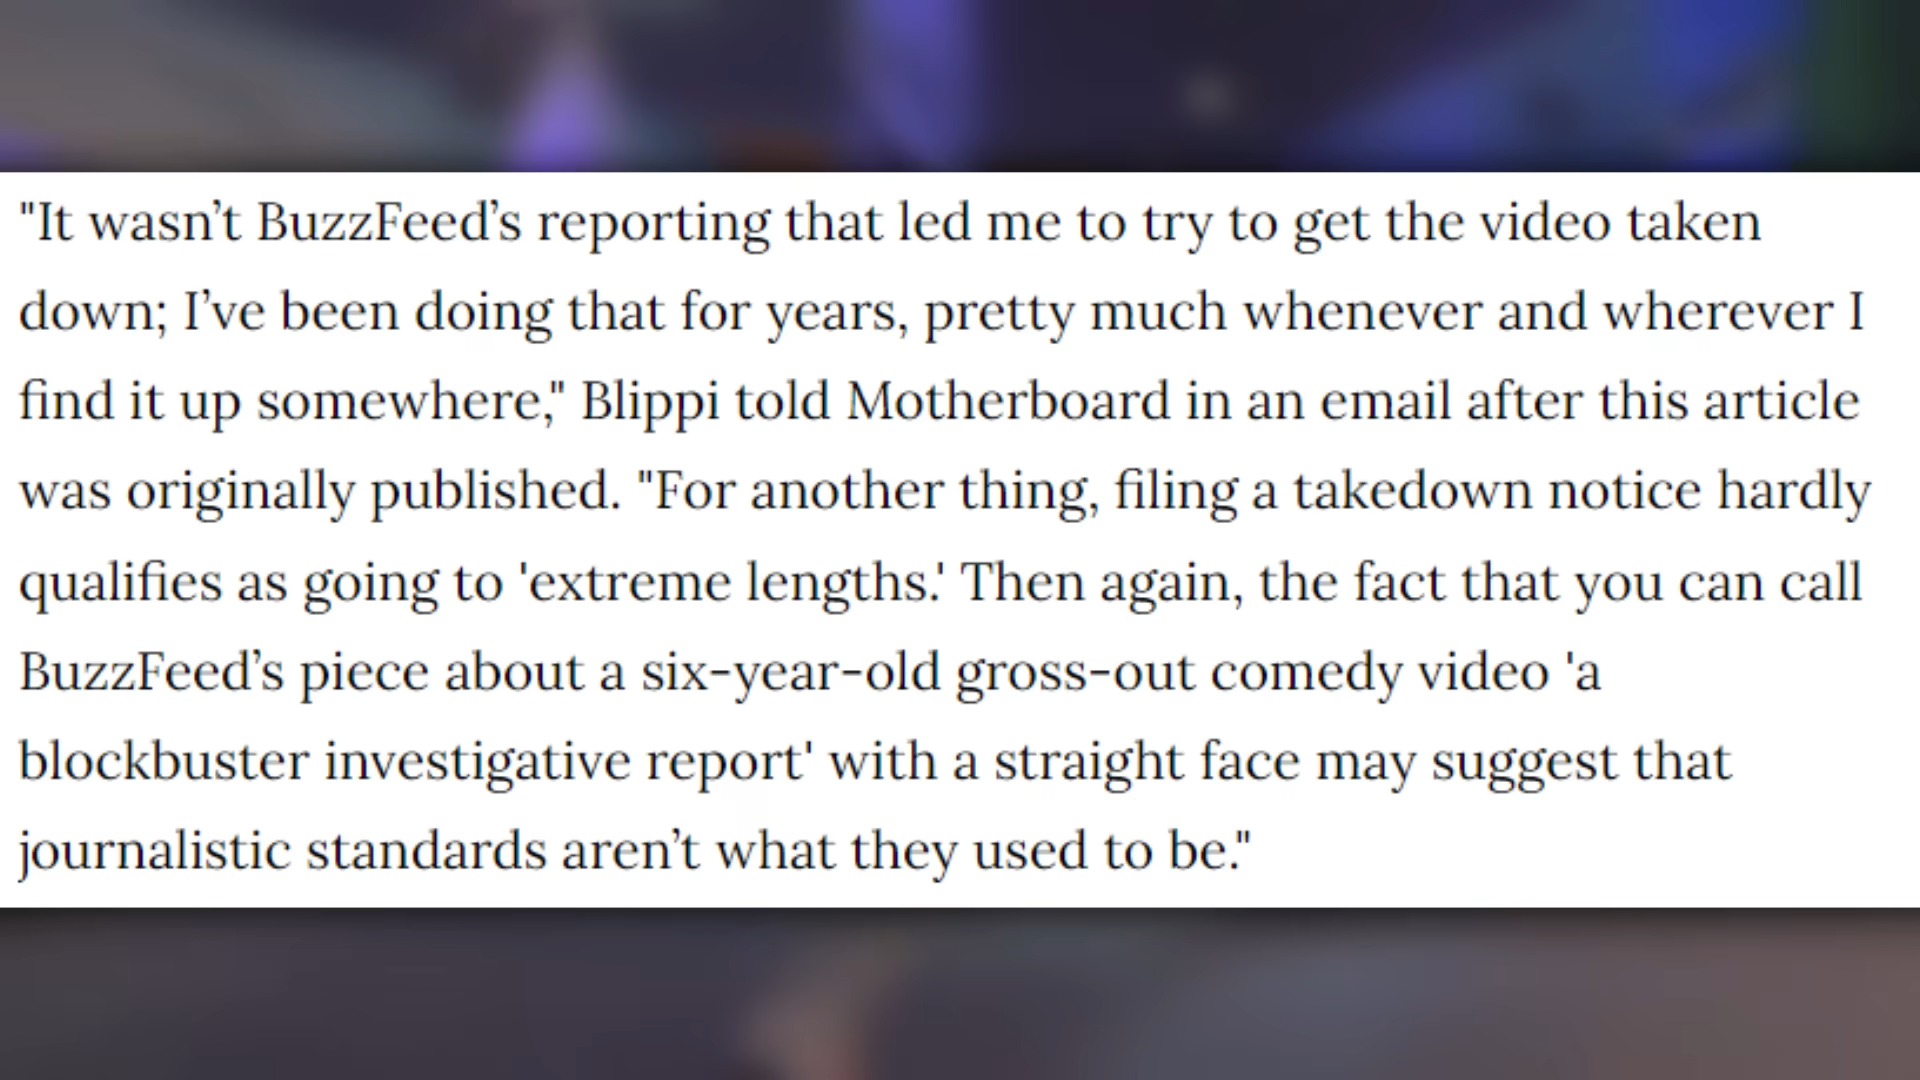 "It wasn’t BuzzFeed’s reporting that led me to try to get the video taken
down; I’ve been doing that for years, pretty much whenever and wherever I
find it up somewhere," Blippi told Motherboard in an email after this article
was originally published. "For another thing, filing a takedown notice hardly
qualifies as going to 'extreme lengths.' Then again, the fact that you can call
BuzzFeed’s piece about a six-year-old gross-out comedy video 'a
blockbuster investigative report' with a straight face may suggest that
journalistic standards aren’t what they used to be."